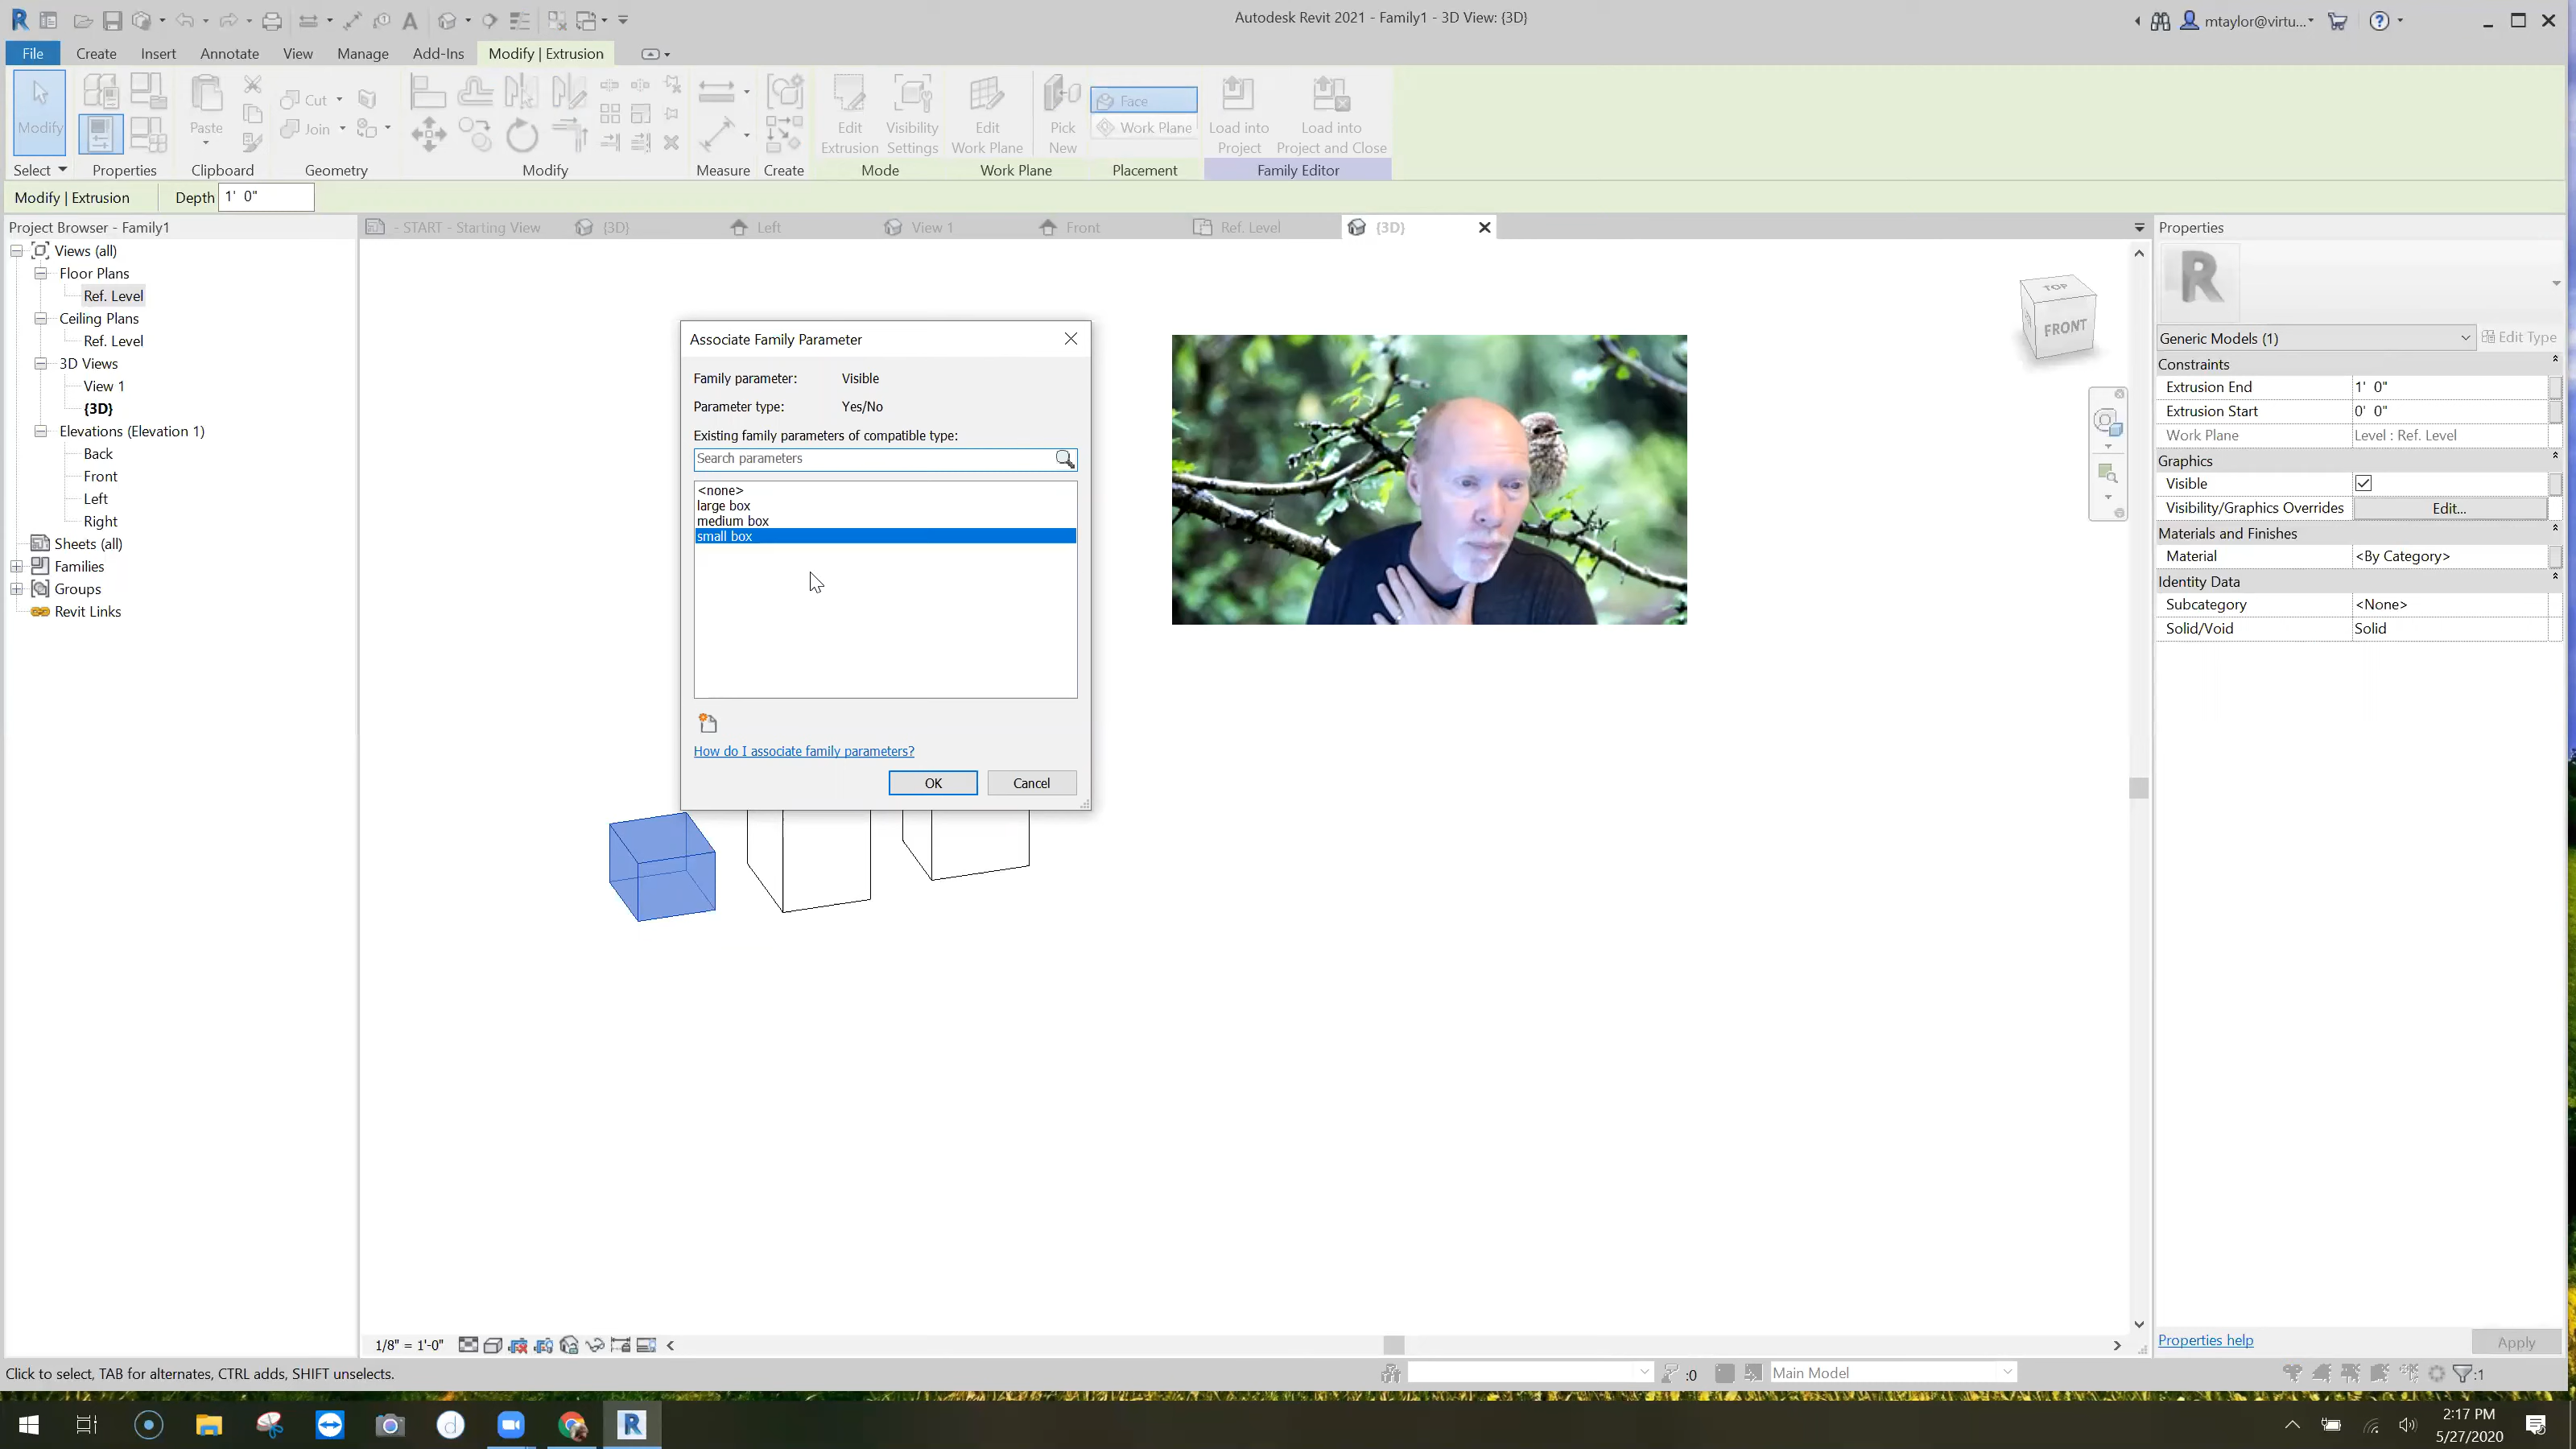 Autodesk Revit 2021 - Family1 - 3D View: {3D}
mtaylor@virtu...
File Create Insert Annotate View Manage Add-Ins Modify | Extrusion
Modify
Paste
Cut
Join
Edit Extrusion
Visibility Settings
Edit Work Plane
Pick New
Face
Work Plane
Load into Project
Load into Project and Close
Select Properties Clipboard Geometry Modify Measure Create Mode Work Plane Placement Family Editor
Modify | Extrusion Depth 1' 0"
Project Browser - Family1
Views (all)
Floor Plans
Ref. Level
Ceiling Plans
Ref. Level
3D Views
View 1
{3D}
Elevations (Elevation 1)
Back
Front
Left
Right
Sheets (all)
Families
Groups
Revit Links
- START - Starting View {3D} Left View 1 Front Ref. Level {3D}
TOP
FRONT
Associate Family Parameter
Family parameter: Visible
Parameter type: Yes/No
Existing family parameters of compatible type:
Search parameters
<none>
large box
medium box
small box
How do I associate family parameters?
OK Cancel
Properties
R
Generic Models (1) Edit Type
Constraints
Extrusion End 1' 0"
Extrusion Start 0' 0"
Work Plane Level : Ref. Level
Graphics
Visible
Visibility/Graphics Overrides Edit...
Materials and Finishes
Material <By Category>
Identity Data
Subcategory <None>
Solid/Void Solid
Properties help Apply
1/8" = 1'-0"
Click to select, TAB for alternates, CTRL adds, SHIFT unselects.
:0 Main Model :1
2:17 PM
5/27/2020